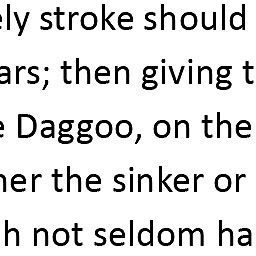 ely stroke should
ars; then giving t
e Daggoo, on the
her the sinker or
h not seldom ha